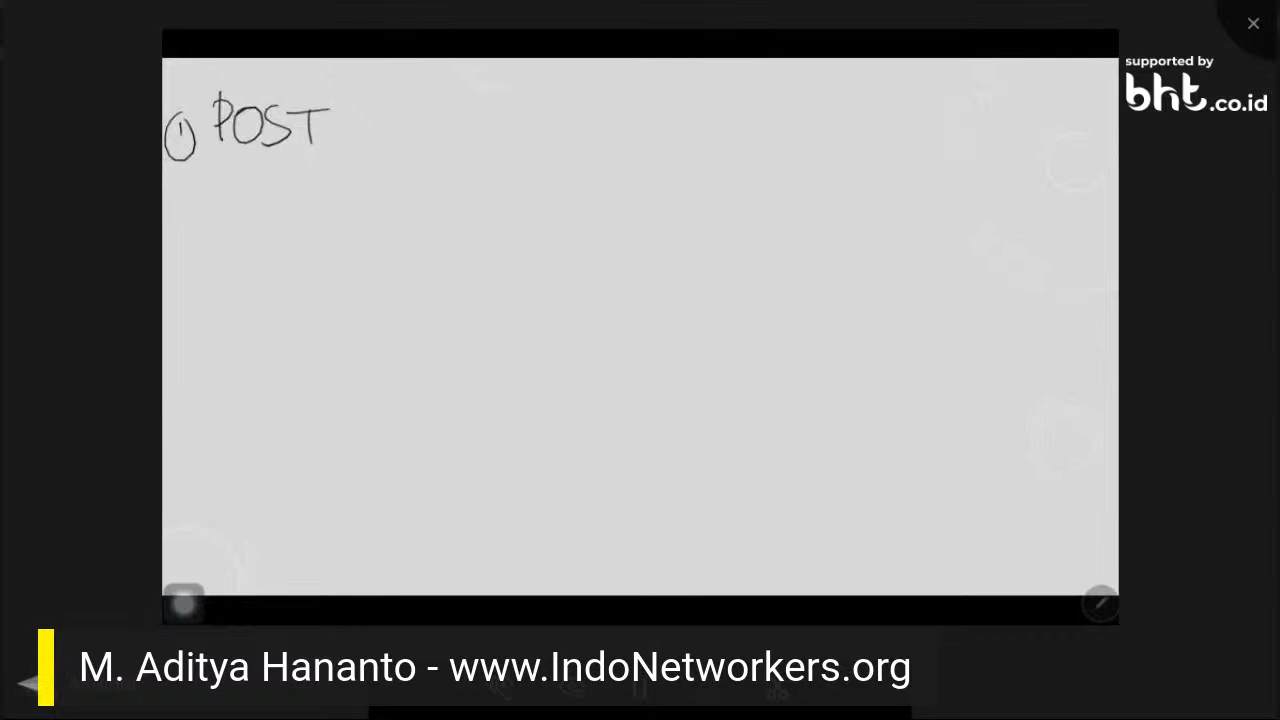 supported by
bht.co.id
① POST
M. Aditya Hananto - www.IndoNetworkers.org